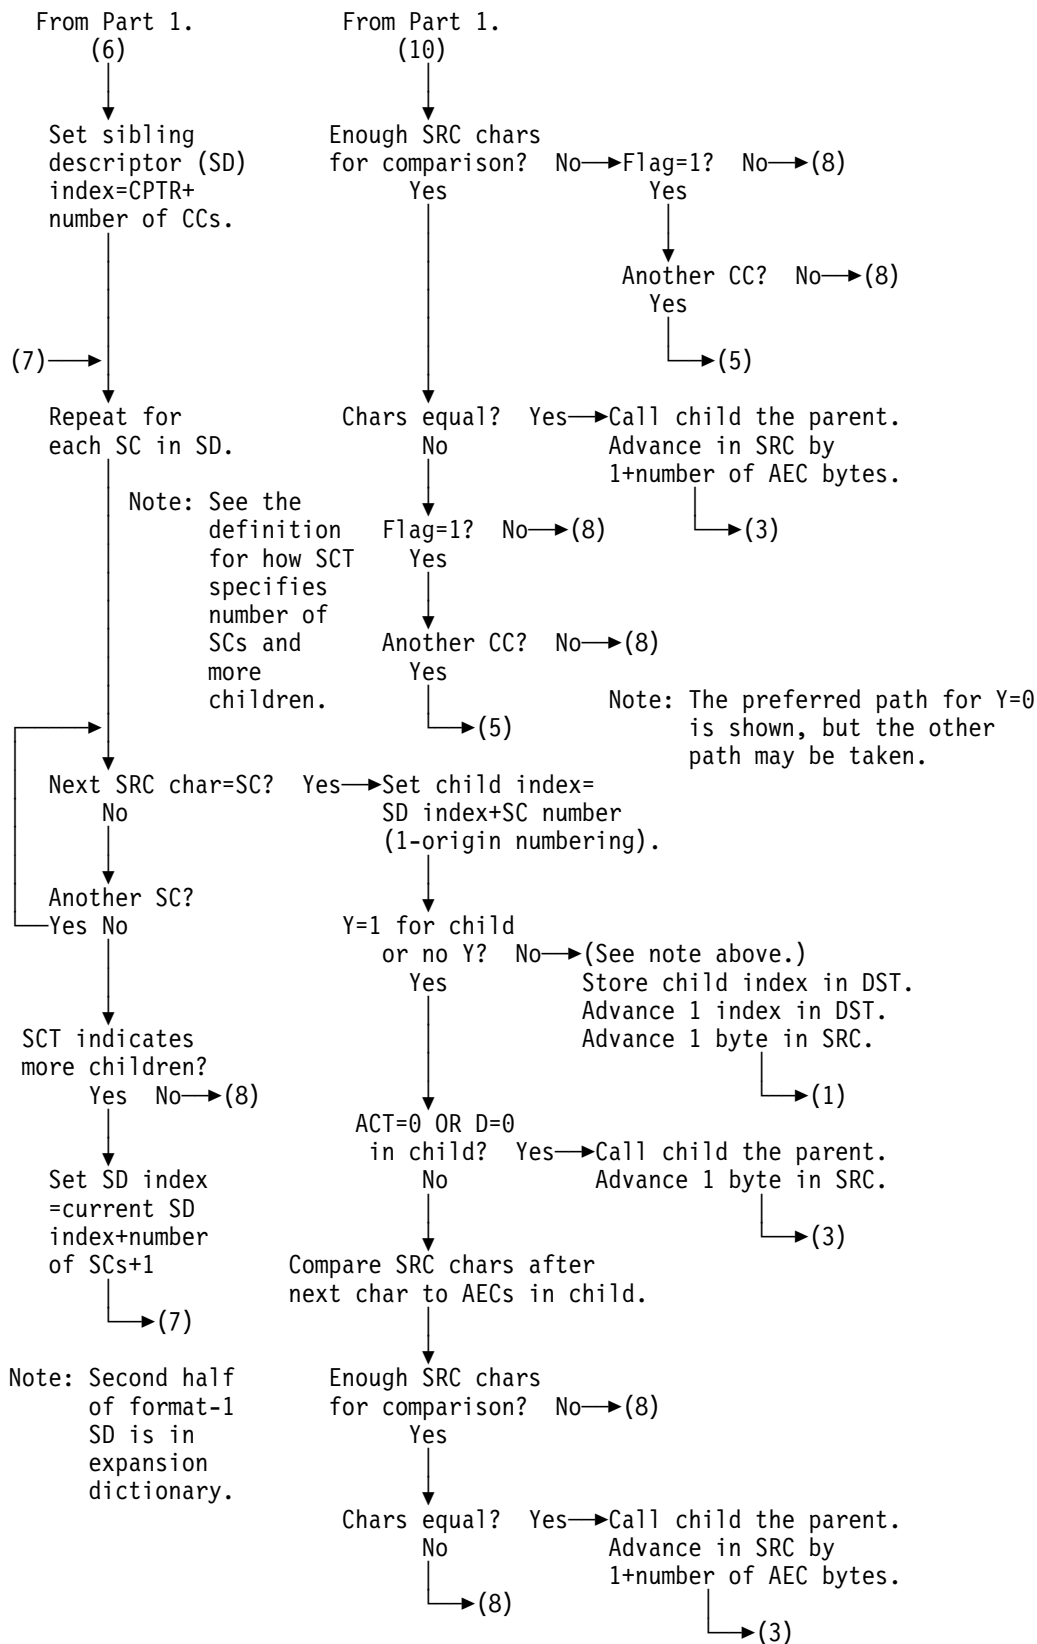 From Part 1.
(6)
From Part 1.
(10)
Set sibling
descriptor (SD)
index=CPTR+
number of CCs.
Enough SRC chars
for comparison? No
Yes
Flag=1? No
(8)
Yes
Another CC? No
(8)
Yes
(5)
(7)
Repeat for
each SC in SD.
Chars equal? Yes
No
Call child the parent.
Advance in SRC by
1+number of AEC bytes.
(3)
Note: See the
definition
for how SCT
specifies
number of
SCs and
more
children.
Flag=1? No
(8)
Yes
Another CC? No
(8)
Yes
(5)
Note: The preferred path for Y=0
is shown, but the other
path may be taken.
Next SRC char=SC? Yes
No
Set child index=
SD index+SC number
(1-origin numbering).
Another SC?
Yes No
Y=1 for child
or no Y? No
Yes
(See note above.)
Store child index in DST.
Advance 1 index in DST.
Advance 1 byte in SRC.
(1)
SCT indicates
more children?
Yes No
(8)
ACT=0 OR D=0
in child? Yes
No
Call child the parent.
Advance 1 byte in SRC.
(3)
Set SD index
=current SD
index+number
of SCs+1
(7)
Compare SRC chars after
next char to AECs in child.
Note: Second half
of format-1
SD is in
expansion
dictionary.
Enough SRC chars
for comparison? No
(8)
Yes
Chars equal? Yes
No
(8)
Call child the parent.
Advance in SRC by
1+number of AEC bytes.
(3)